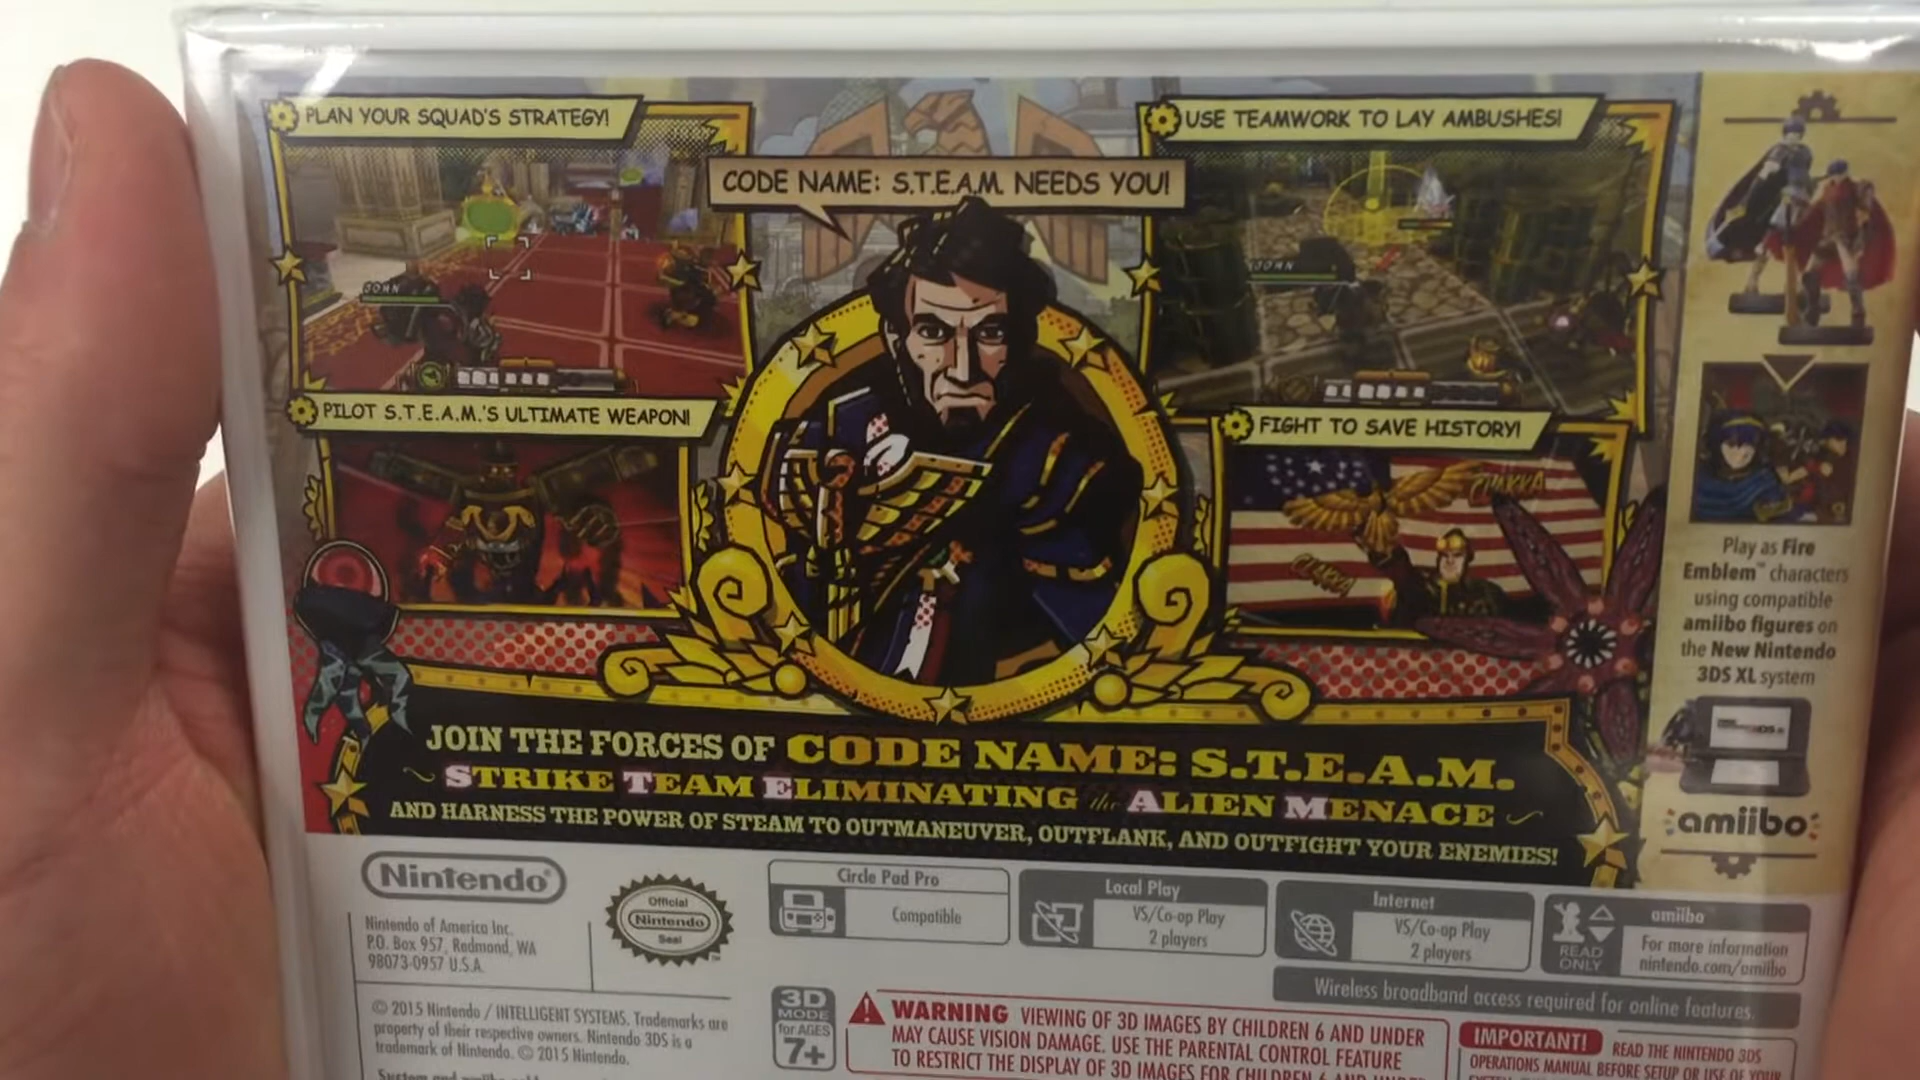 PLAN YOUR SQUAD'S STRATEGY!
USE TEAMWORK TO LAY AMBUSHES!
CODE NAME: S.T.E.A.M. NEEDS YOU!
JOHN
JOHN
PILOT S.T.E.A.M.'S ULTIMATE WEAPON!
FIGHT TO SAVE HISTORY!
Play as Fire
Emblem™ characters
using compatible
amiibo figures on
the New Nintendo
3DS XL system
amiibo
JOIN THE FORCES OF CODE NAME: S.T.E.A.M.
~ STRIKE TEAM ELIMINATING the ALIEN MENACE ~
AND HARNESS THE POWER OF STEAM TO OUTMANEUVER, OUTFLANK, AND OUTFIGHT YOUR ENEMIES!
Nintendo®
Nintendo of America Inc.
P.O. Box 957, Redmond, WA
98073-0957 U.S.A.
Official
Nintendo
Seal
Circle Pad Pro
Compatible
Local Play
VS/Co-op Play
2 players
Internet
VS/Co-op Play
2 players
amiibo™
READ
ONLY
For more information
nintendo.com/amiibo
Wireless broadband access required for online features.
© 2015 Nintendo / INTELLIGENT SYSTEMS. Trademarks are
property of their respective owners. Nintendo 3DS is a
trademark of Nintendo. © 2015 Nintendo.
3D
MODE
for AGES
7+
WARNING VIEWING OF 3D IMAGES BY CHILDREN 6 AND UNDER
MAY CAUSE VISION DAMAGE. USE THE PARENTAL CONTROL FEATURE
TO RESTRICT THE DISPLAY OF 3D IMAGES FOR CHILDREN 6 AND UNDER
IMPORTANT! READ THE NINTENDO 3DS
OPERATIONS MANUAL BEFORE SETUP OR USE OF YOUR